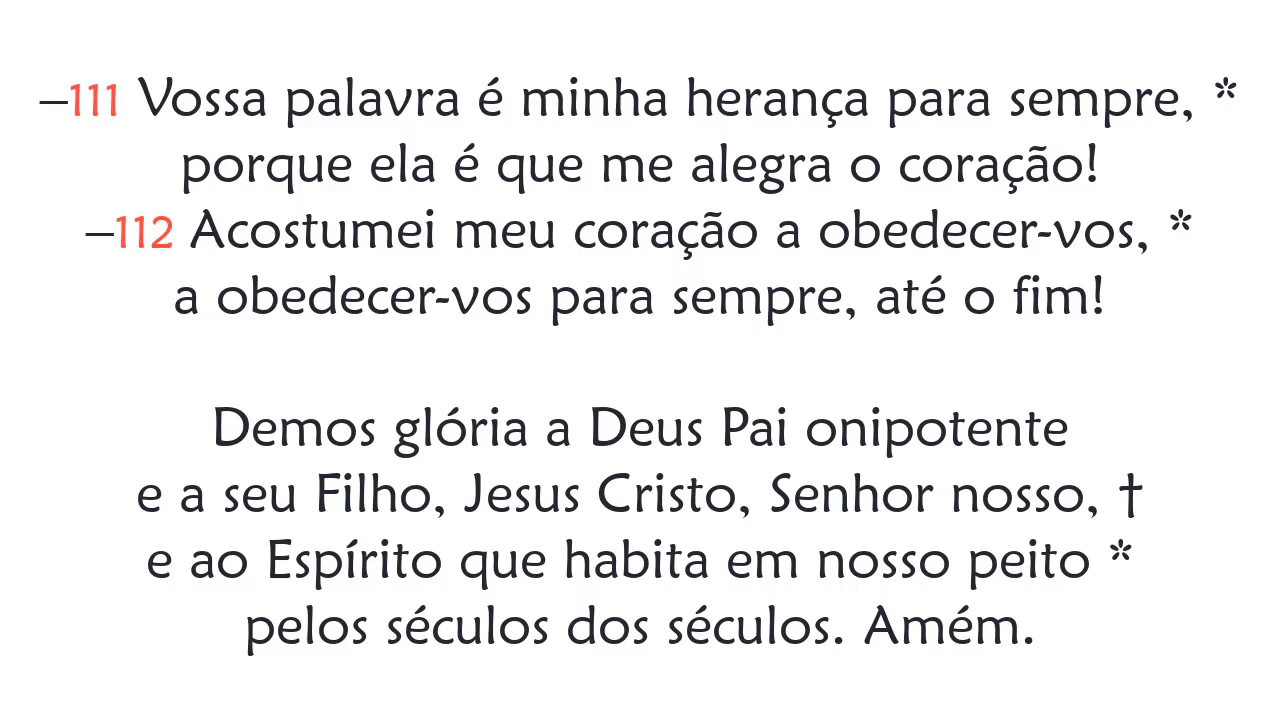 –111 Vossa palavra é minha herança para sempre, *
porque ela é que me alegra o coração!
–112 Acostumei meu coração a obedecer-vos, *
a obedecer-vos para sempre, até o fim!
Demos glória a Deus Pai onipotente
e a seu Filho, Jesus Cristo, Senhor nosso, †
e ao Espírito que habita em nosso peito *
pelos séculos dos séculos. Amém.